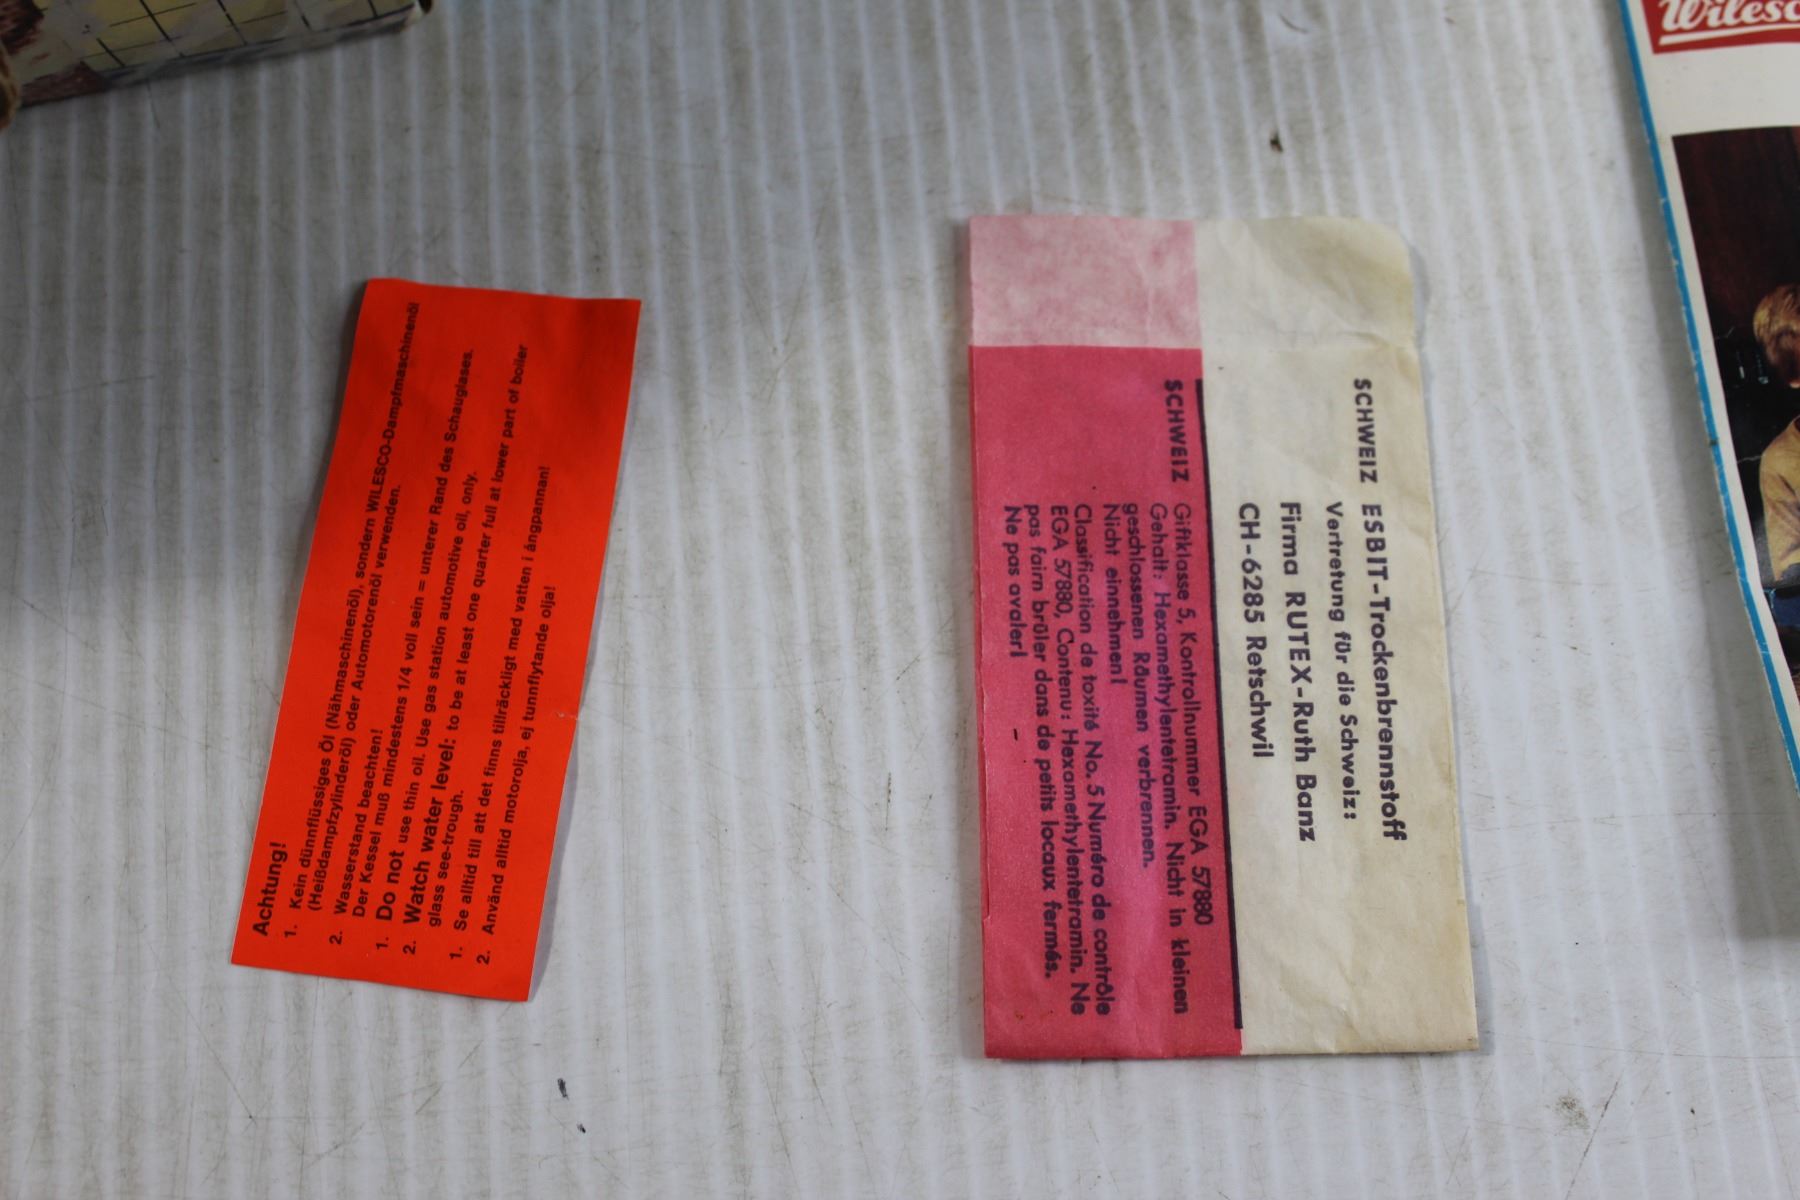 Achtung!
1. Kein dünnflüssiges Öl (Nähmaschinenöl), sondern WILESCO-Dampfmaschinenöl
(Heißdampfzylinderöl) oder Automotorenöl verwenden.
2. Wasserstand beachten!
Der Kessel muß mindestens 1/4 voll sein = unterer Rand des Schauglases.
1. Do not use thin oil. Use gas station automotive oil, only.
2. Watch water level: to be at least one quarter full at lower part of boiler
glass see-trough.
1. Se alltid till att det finns tillräckligt med vatten i ångpannan!
2. Använd alltid motorolja, ej tunnflytande olja!
SCHWEIZ ESBIT-Trockenbrennstoff
Vertretung für die Schweiz:
Firma RUTEX-Ruth Banz
CH-6285 Retschwil
SCHWEIZ Giftklasse 5, Kontrollnummer EGA 57880
Gehalt: Hexamethylentetramin. Nicht in kleinen
geschlossenen Räumen verbrennen.
Nicht einnehmen!
Classification de toxité No. 5 Numéro de contrôle
EGA 57880, Contenu: Hexamethylentetramin. Ne
pas fairn brûler dans de petits locaux fermés.
Ne pas avaler!
Wilesc